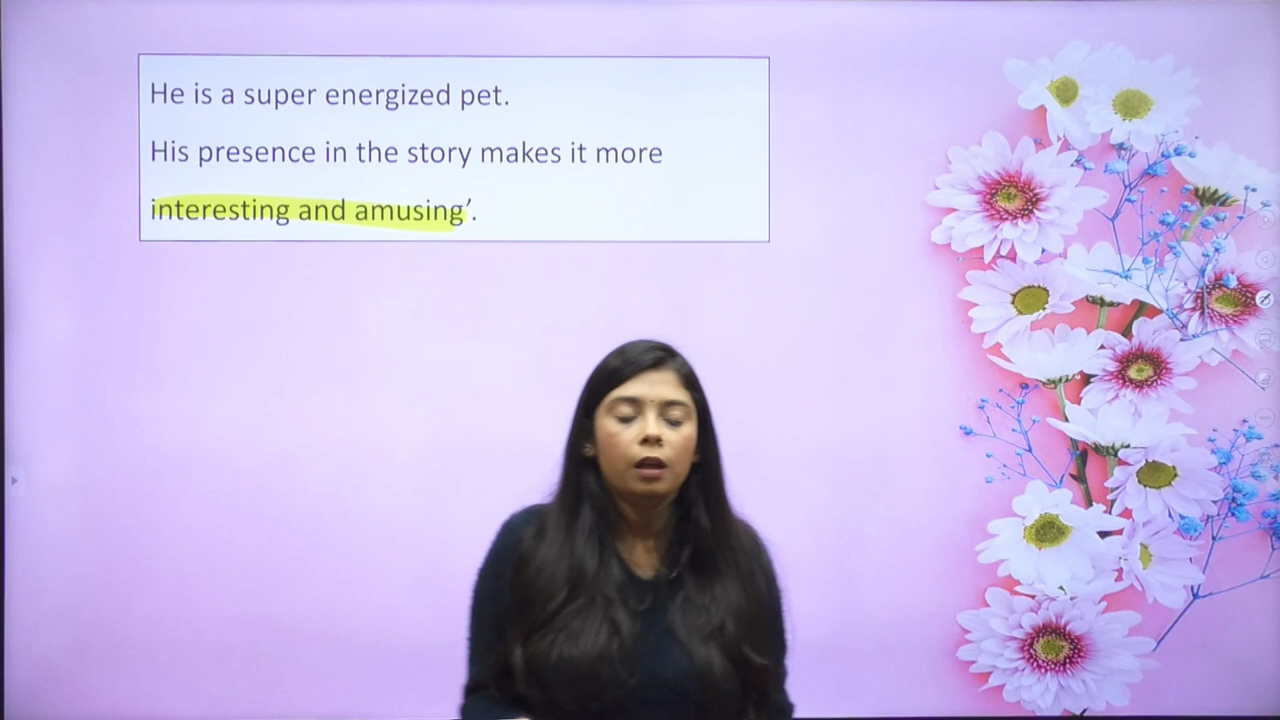 He is a super energized pet.
His presence in the story makes it more
interesting and amusing’.